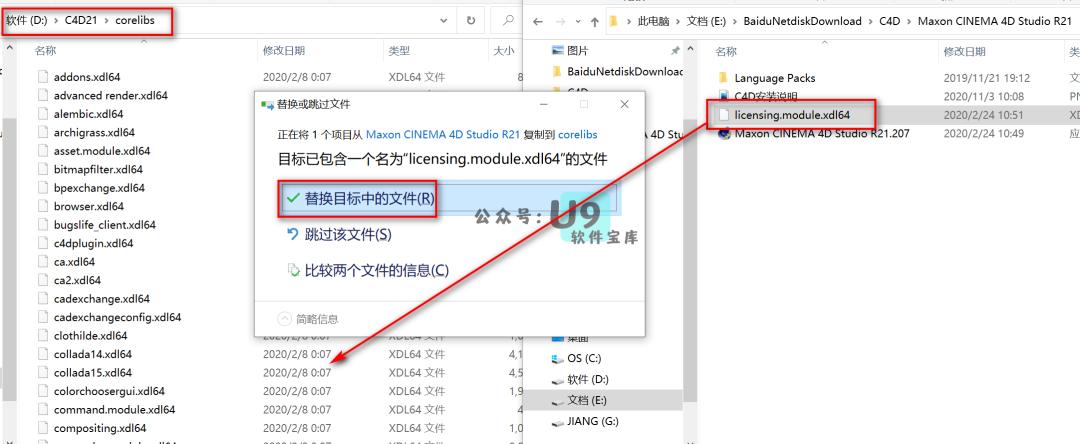 软件 (D:) > C4D21 > corelibs
名称 修改日期 类型 大小
addons.xdl64 2020/2/8 0:07 XDL64 文件 8
advanced render.xdl64
alembic.xdl64
archigrass.xdl64
asset.module.xdl64
bitmapfilter.xdl64
bpexchange.xdl64
browser.xdl64
bugslife_client.xdl64
c4dplugin.xdl64
ca.xdl64
ca2.xdl64
cadexchange.xdl64
cadexchangeconfig.xdl64
clothilde.xdl64 2020/2/8 0:07 XDL64 文件 1,0
collada14.xdl64 2020/2/8 0:07 XDL64 文件 4,1
collada15.xdl64 2020/2/8 0:07 XDL64 文件 4,5
colorchoosergui.xdl64 2020/2/8 0:07 XDL64 文件 1,9
command.module.xdl64 2020/2/8 0:07 XDL64 文件 4
compositing.xdl64 2020/2/8 0:07 XDL64 文件 1,0
替换或跳过文件
正在将 1 个项目从 Maxon CINEMA 4D Studio R21 复制到 corelibs
目标已包含一个名为“licensing.module.xdl64”的文件
替换目标中的文件(R)
跳过该文件(S)
比较两个文件的信息(C)
简略信息
公众号: U9
软件宝库
> 此电脑 > 文档 (E:) > BaiduNetdiskDownload > C4D > Maxon CINEMA 4D Studio R21
图片
BaiduNetdiskDownload
OS (C:)
软件 (D:)
文档 (E:)
JIANG (G:)
名称 修改日期 类
Language Packs 2019/11/21 19:12 文
C4D安装说明 2020/11/3 10:08 PN
licensing.module.xdl64 2020/2/24 10:51 XD
Maxon CINEMA 4D Studio R21.207 2020/2/24 10:49 应